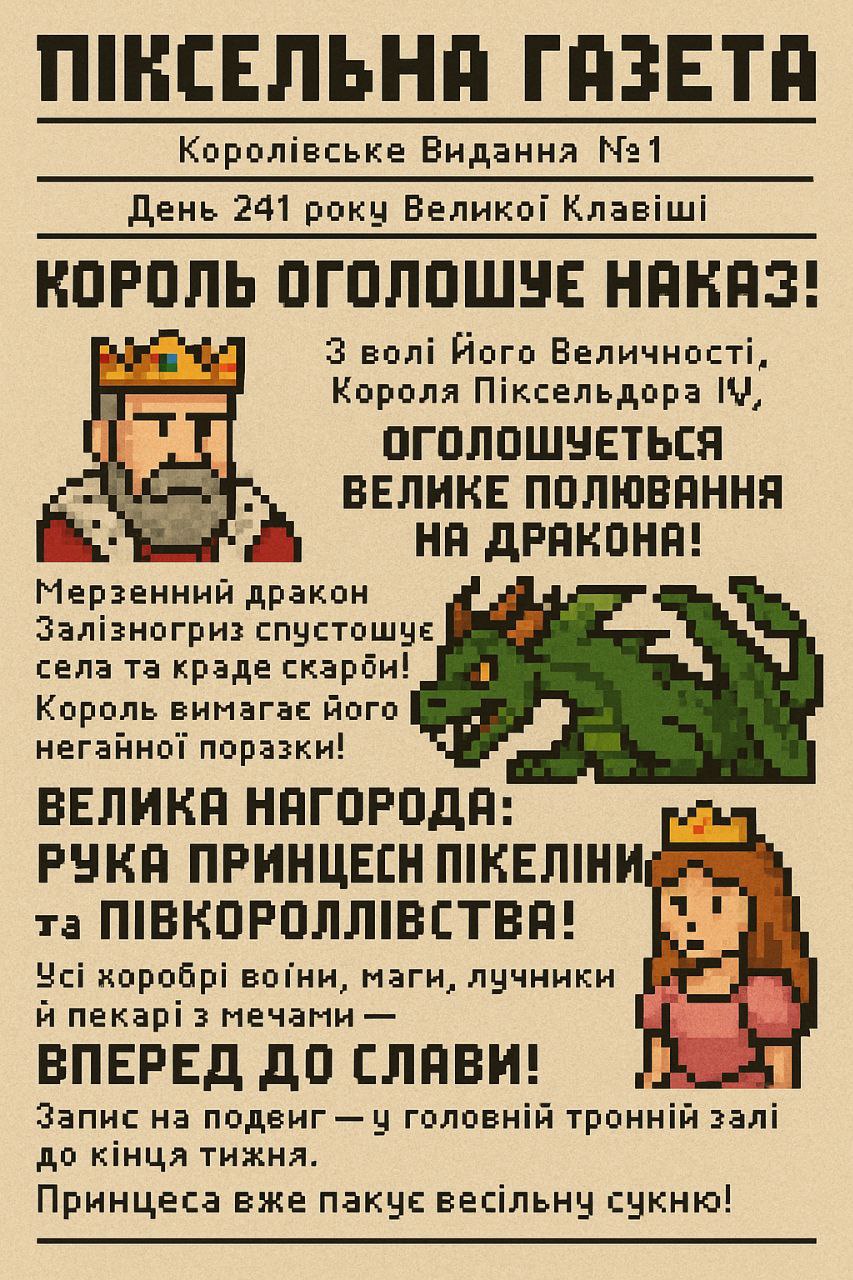 ПІКСЕЛЬНА ГАЗЕТА
Королівське Видання №1
День 241 року Великої Клавіші
КОРОЛЬ ОГОЛОШУЄ НАКАЗ!
З волі Його Величності,
Короля Піксельдора IV,
ОГОЛОШУЄТЬСЯ
ВЕЛИКЕ ПОЛЮВАННЯ
НА ДРАКОНА!
Мерзенний дракон
Залізногриз спустошує
села та краде скарби!
Король вимагає його
неганної поразки!
ВЕЛИКА НАГОРОДА:
РУКА ПРИНЦЕСН ПІКЕЛІНИ
та ПІВКОРОЛЛІВСТВА!
Усі хоробрі воїни, маги, лучники
й пекарі з мечами —
ВПЕРЕД ДО СЛАВИ!
Запис на подвиг — у головній тронній залі
до кінця тижня.
Принцеса вже пакує весільну сукню!